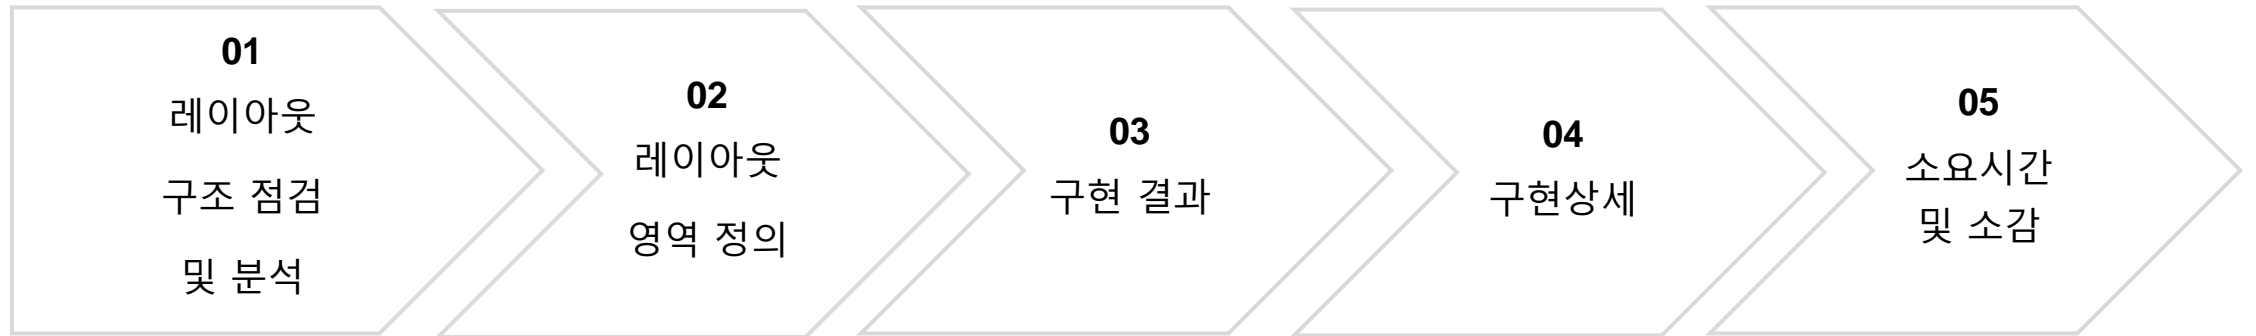 01
레이아웃
구조 점검
및 분석
02
레이아웃
영역 정의
03
구현 결과
04
구현상세
05
소요시간
및 소감